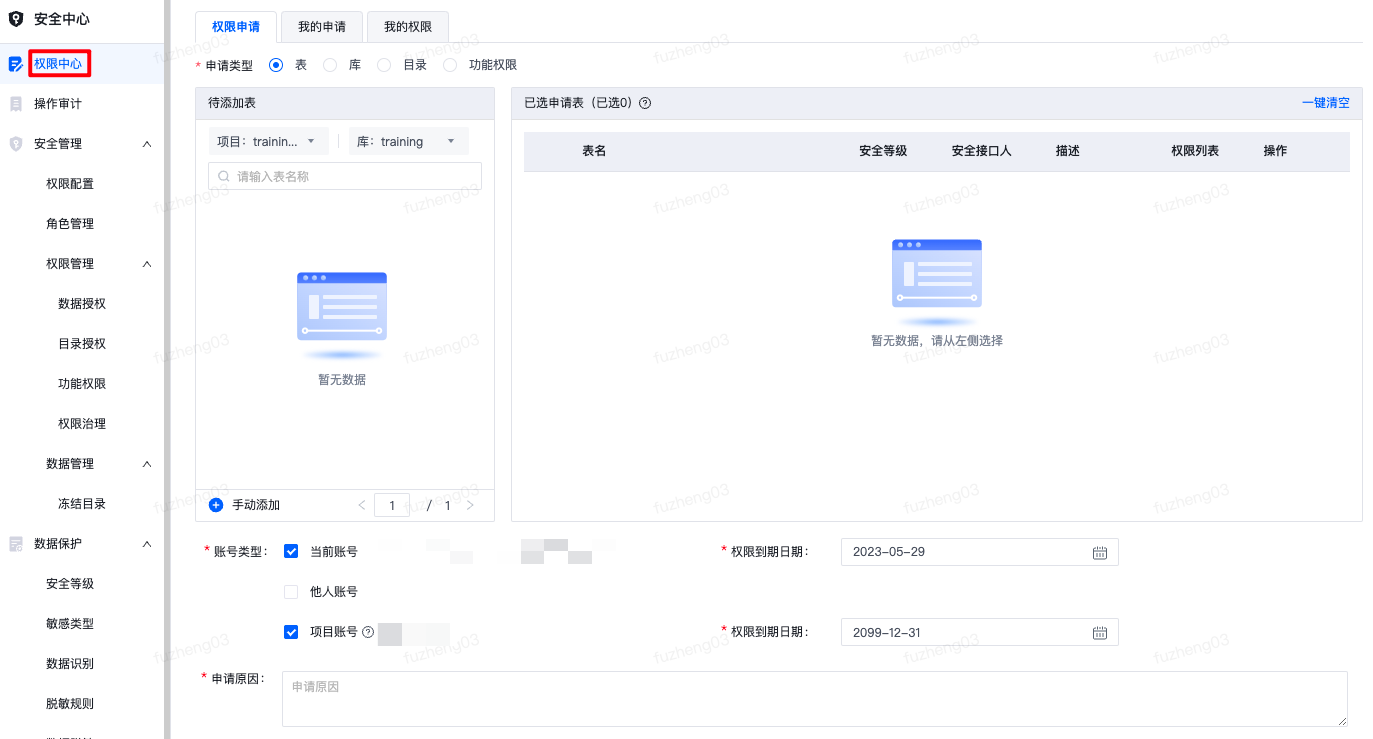 安全中心
权限中心
操作审计
安全管理
权限配置
角色管理
权限管理
数据授权
目录授权
功能权限
权限治理
数据管理
冻结目录
数据保护
安全等级
敏感类型
数据识别
脱敏规则
权限申请 我的申请 我的权限
* 申请类型 表 库 目录 功能权限
待添加表
项目: trainin... 库: training
请输入表名称
暂无数据
手动添加 < 1 / 1 >
已选申请表（已选0） ? 一键清空
表名 安全等级 安全接口人 描述 权限列表 操作
暂无数据，请从左侧选择
* 账号类型: 当前账号 * 权限到期日期: 2023-05-29
他人账号
项目账号 ? * 权限到期日期: 2099-12-31
* 申请原因: 申请原因
fuzheng03